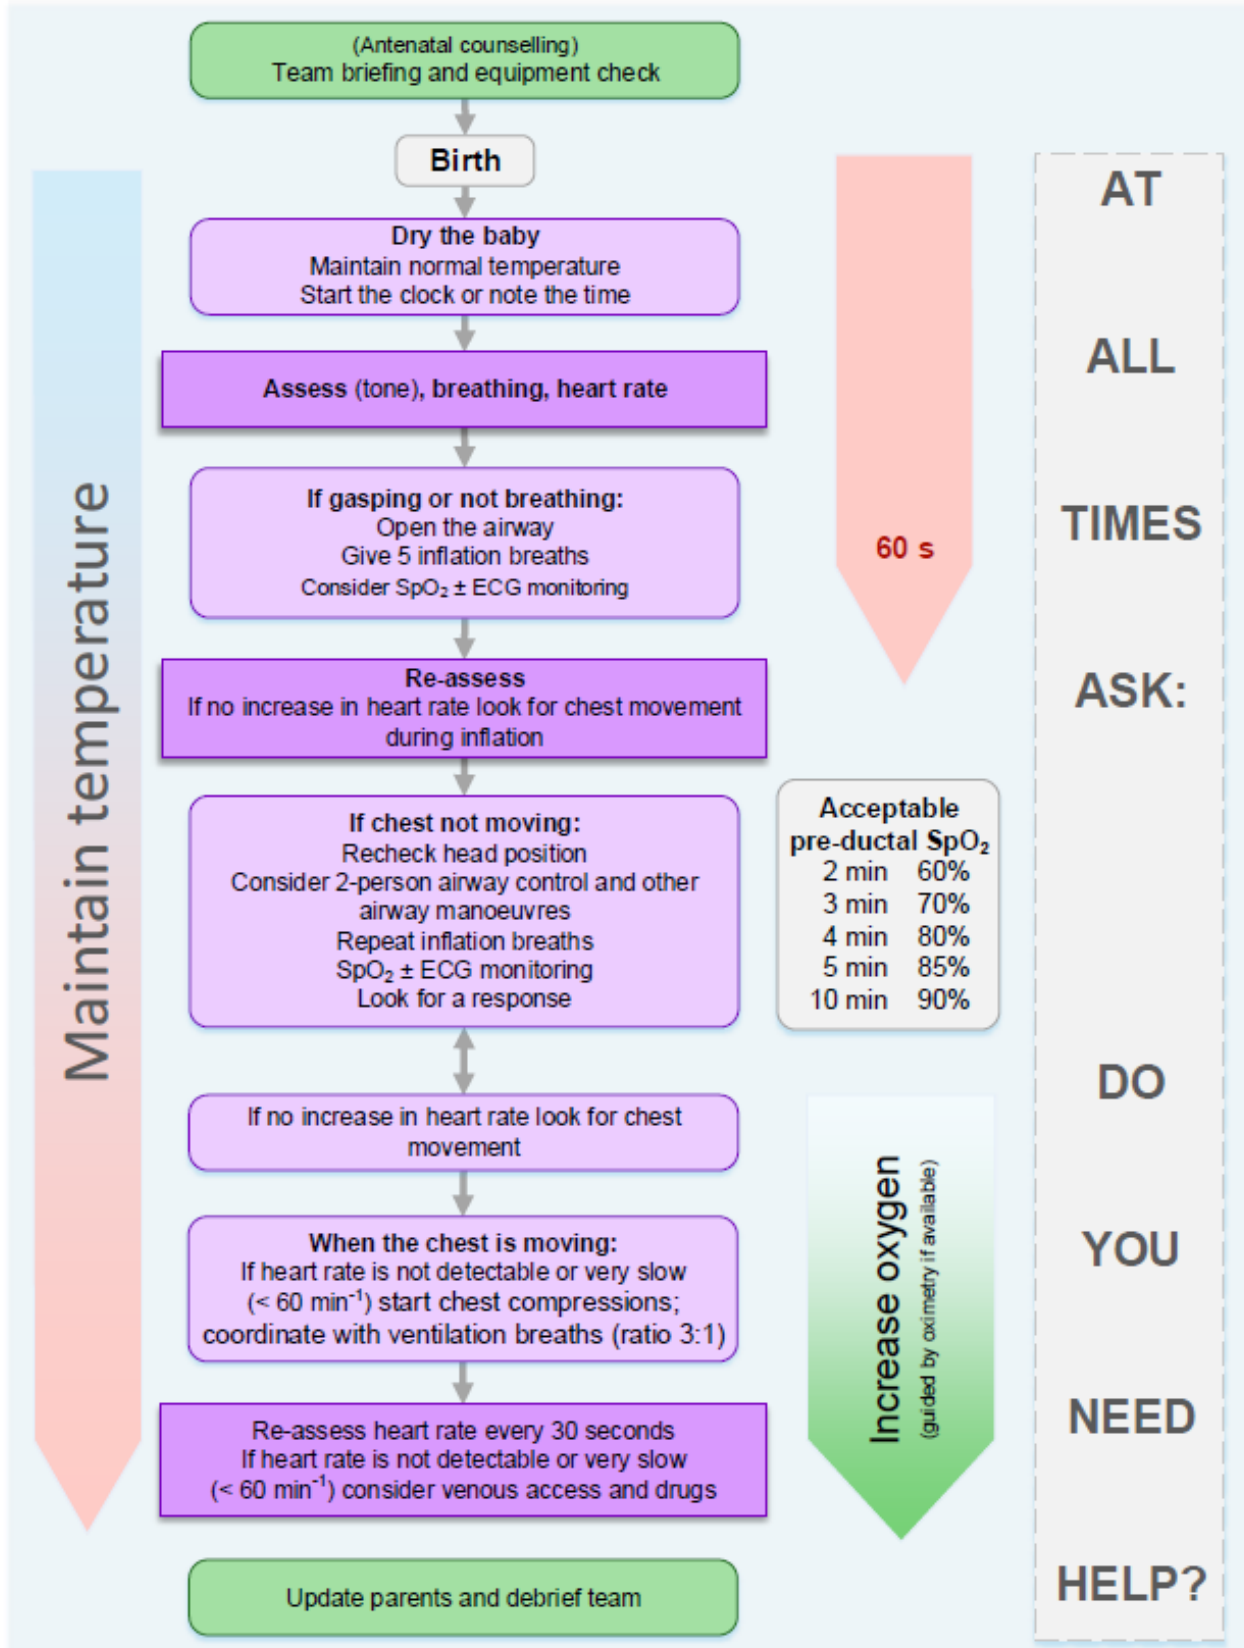 (Antenatal counselling)
Team briefing and equipment check
Birth
Dry the baby
Maintain normal temperature
Start the clock or note the time
Assess (tone), breathing, heart rate
If gasping or not breathing:
Open the airway
Give 5 inflation breaths
Consider SpO₂ ± ECG monitoring
Re-assess
If no increase in heart rate look for chest movement
during inflation
If chest not moving:
Recheck head position
Consider 2-person airway control and other
airway manoeuvres
Repeat inflation breaths
SpO₂ ± ECG monitoring
Look for a response
If no increase in heart rate look for chest
movement
When the chest is moving:
If heart rate is not detectable or very slow
(< 60 min⁻¹) start chest compressions;
coordinate with ventilation breaths (ratio 3:1)
Re-assess heart rate every 30 seconds
If heart rate is not detectable or very slow
(< 60 min⁻¹) consider venous access and drugs
Update parents and debrief team
Maintain temperature
60 s
Acceptable
pre-ductal SpO₂
2 min 60%
3 min 70%
4 min 80%
5 min 85%
10 min 90%
Increase oxygen
(guided by oximetry if available)
AT
ALL
TIMES
ASK:
DO
YOU
NEED
HELP?